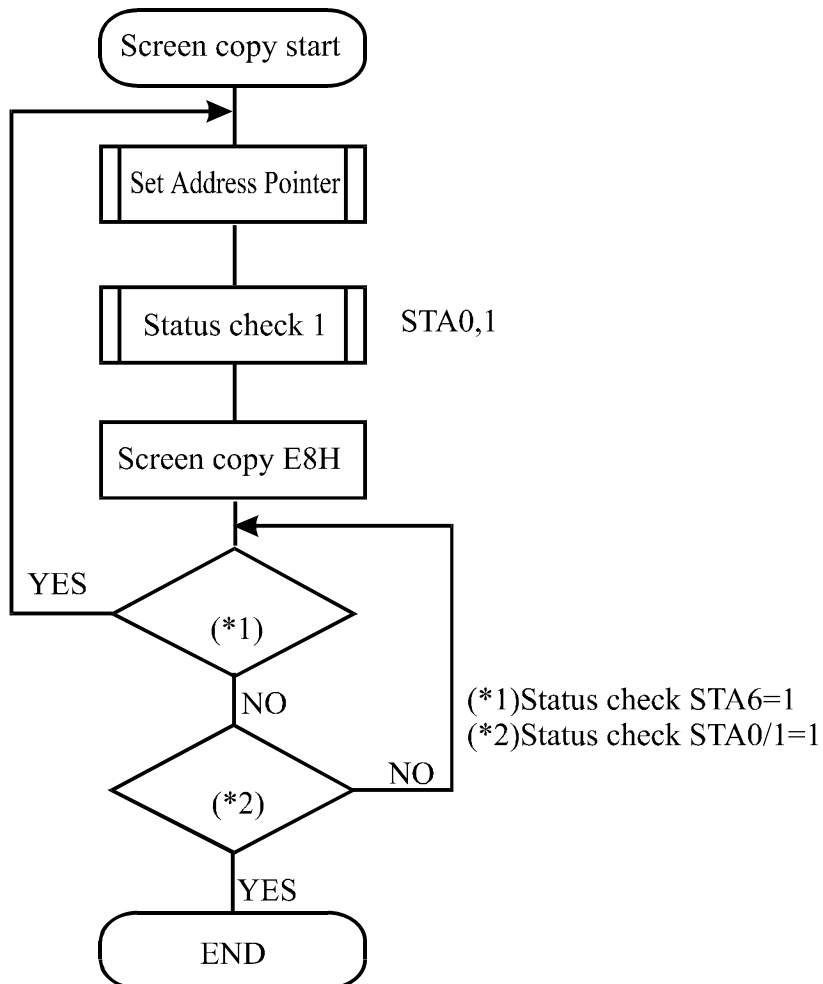 Screen copy start
Set Address Pointer
Status check 1
STA0,1
Screen copy E8H
YES
(*1)
NO
(*1)Status check STA6=1
(*2)Status check STA0/1=1
NO
(*2)
YES
END